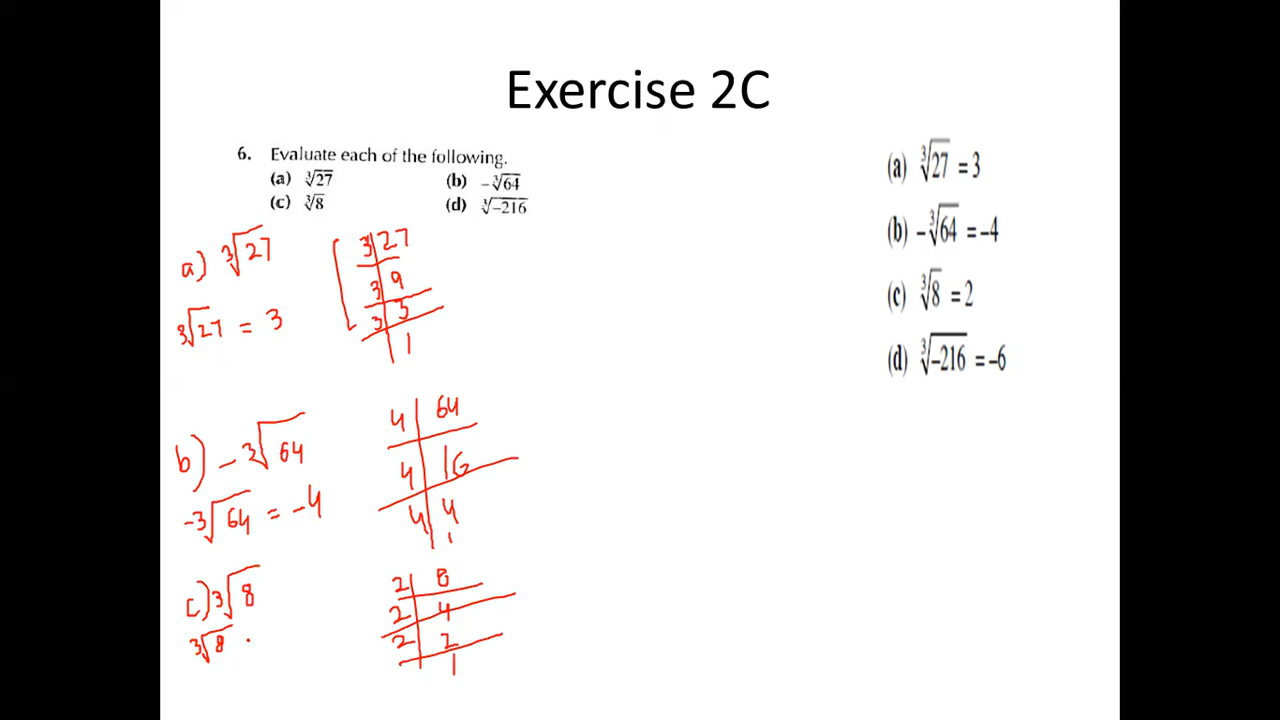 Exercise 2C
6. Evaluate each of the following.
(a) ∛27 (b) −∛64
(c) ∛8 (d) ∛−216
(a) ∛27 = 3
(b) −∛64 = −4
(c) ∛8 = 2
(d) ∛−216 = −6
a) ∛27
∛27 = 3
3 | 27
3 | 9
3 | 3
| 1
b) −∛64
−∛64 = −4
4 | 64
4 | 16
4 | 4
| 1
c) ∛8
∛8
2 | 8
2 | 4
2 | 2
| 1